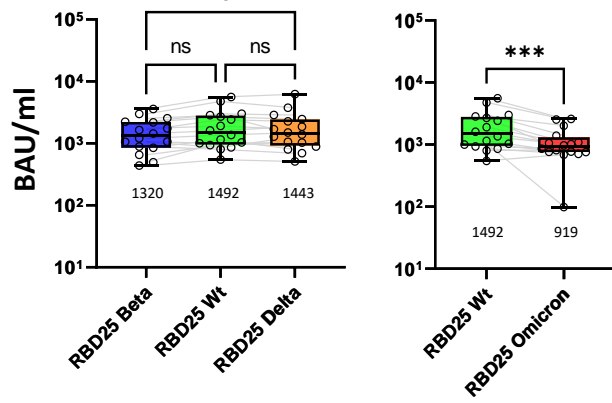 BAU/ml
10⁵
10⁴
10³
10²
10¹
ns
ns
1320
1492
1443
RBD25 Beta
RBD25 Wt
RBD25 Delta
10⁵
10⁴
10³
10²
10¹
***
1492
919
RBD25 Wt
RBD25 Omicron